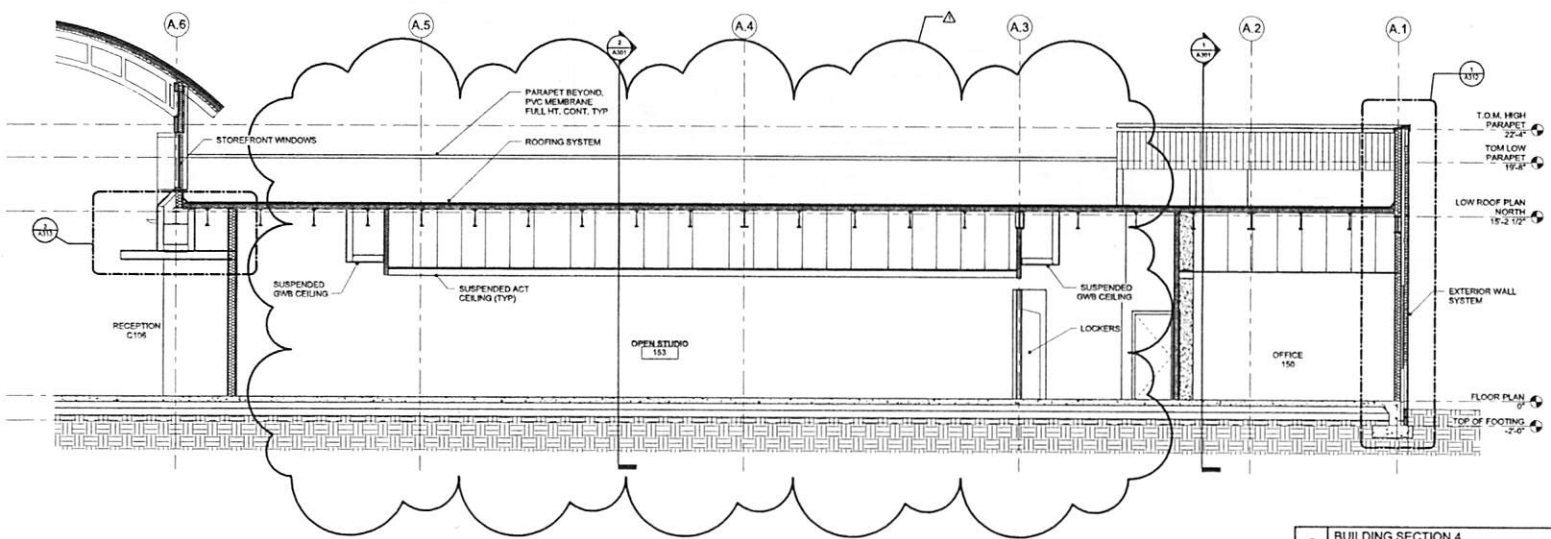 A.6
A.5
A.4
A.3
A.2
A.1
2
A301
1
A301
1
A312
PARAPET BEYOND,
PVC MEMBRANE
FULL HT, CONT, TYP
STOREFRONT WINDOWS
ROOFING SYSTEM
T.O.M. HIGH
PARAPET
22'-4"
TOM LOW
PARAPET
19'-8"
LOW ROOF PLAN
NORTH
15'-2 1/2"
A313
SUSPENDED
GWB CEILING
SUSPENDED ACT
CEILING (TYP)
SUSPENDED
GWB CEILING
EXTERIOR WALL
SYSTEM
RECEPTION
C106
OPEN STUDIO
153
LOCKERS
OFFICE
150
FLOOR PLAN
0"
TOP OF FOOTING
-2'-0"
BUILDING SECTION 4